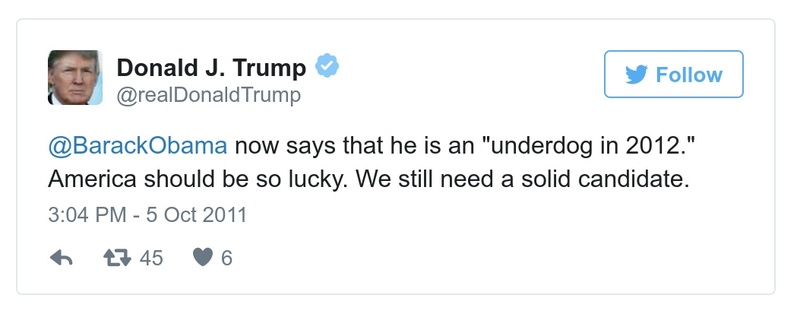 Donald J. Trump
@realDonaldTrump
Follow
@BarackObama now says that he is an "underdog in 2012."
America should be so lucky. We still need a solid candidate.
3:04 PM - 5 Oct 2011
45 6